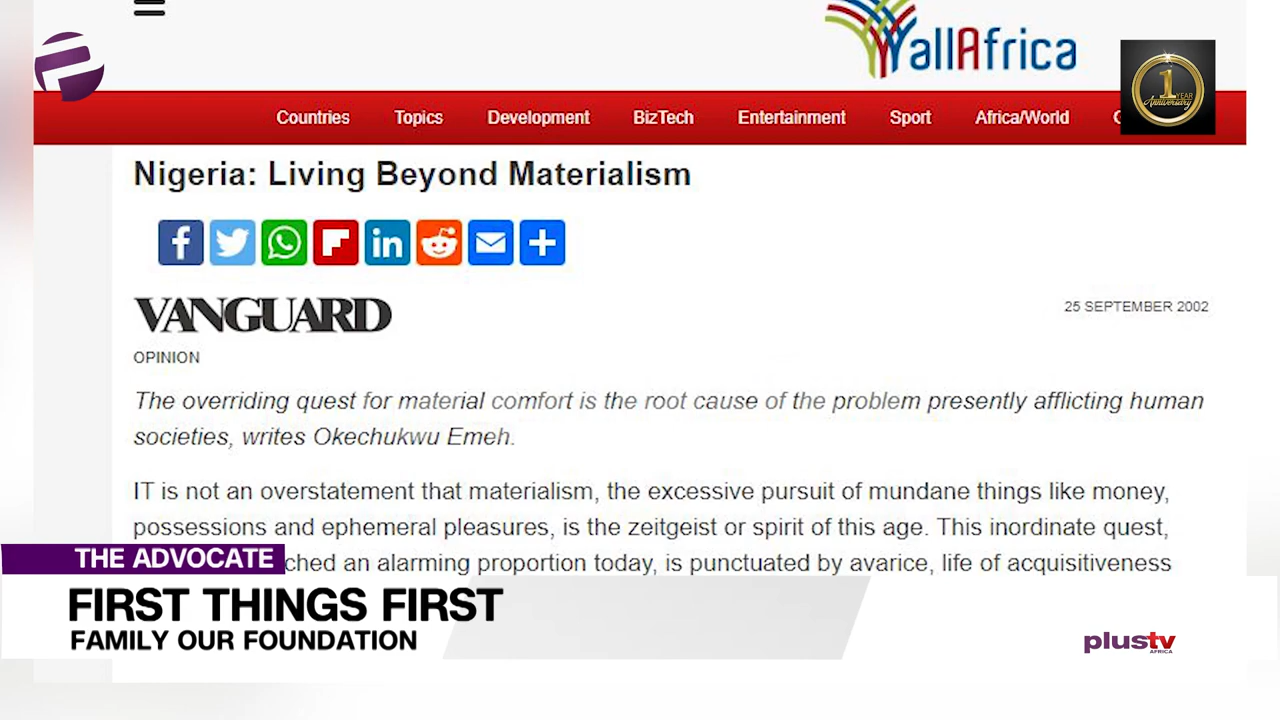 allAfrica
1 YEAR
Anniversary
Countries Topics Development BizTech Entertainment Sport Africa/World
Nigeria: Living Beyond Materialism
VANGUARD
25 SEPTEMBER 2002
OPINION
The overriding quest for material comfort is the root cause of the problem presently afflicting human
societies, writes Okechukwu Emeh.
IT is not an overstatement that materialism, the excessive pursuit of mundane things like money,
possessions and ephemeral pleasures, is the zeitgeist or spirit of this age. This inordinate quest,
ched an alarming proportion today, is punctuated by avarice, life of acquisitiveness
THE ADVOCATE
FIRST THINGS FIRST
FAMILY OUR FOUNDATION
plustv
AFRICA